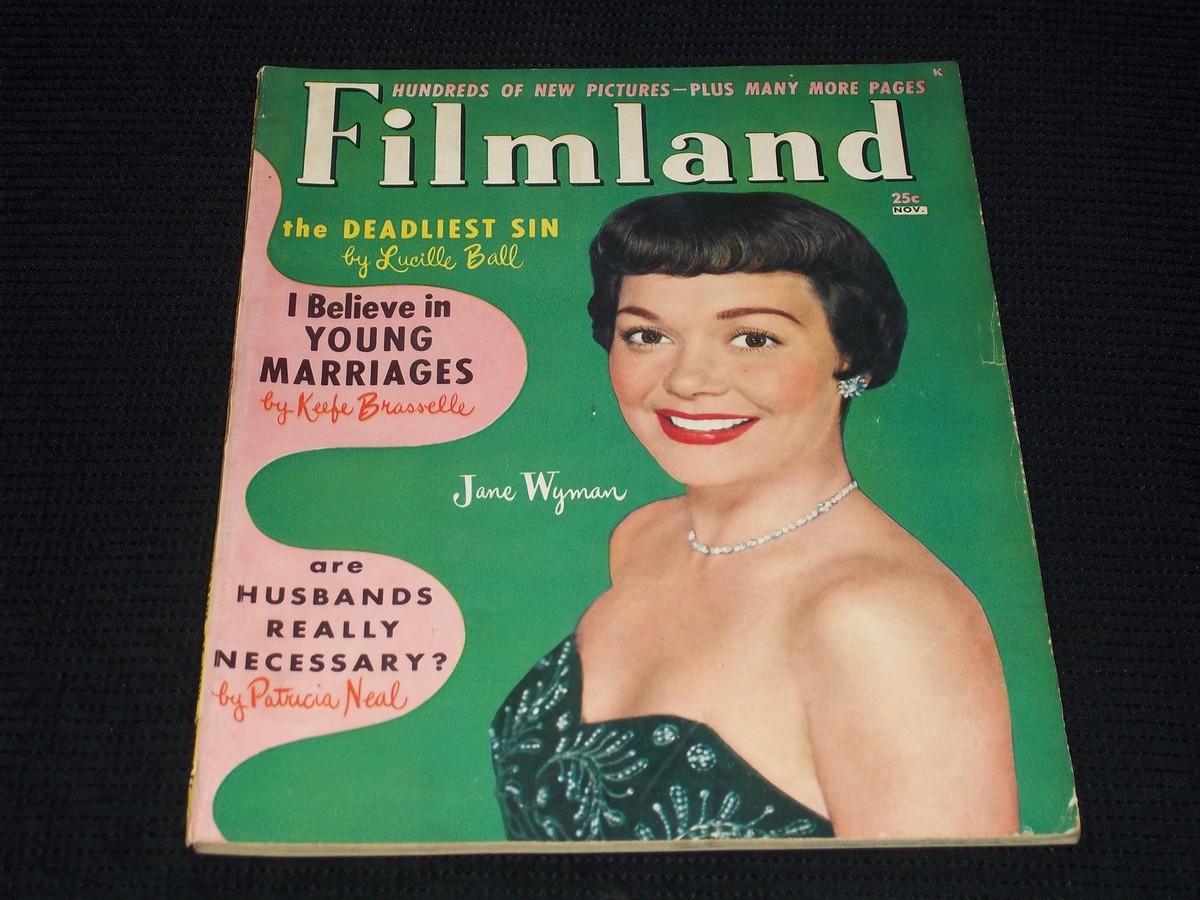 K
HUNDREDS OF NEW PICTURES—PLUS MANY MORE PAGES
Filmland
25c
NOV.
the DEADLIEST SIN
by Lucille Ball
I Believe in
YOUNG
MARRIAGES
by Keefe Brasselle
Jane Wyman
are
HUSBANDS
REALLY
NECESSARY?
by Patricia Neal